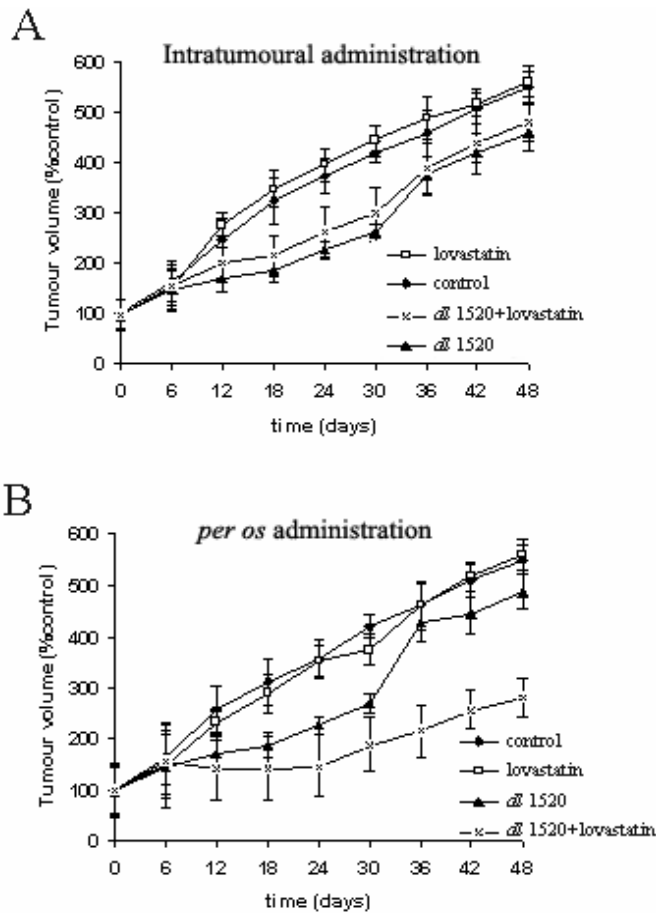 A
Intratumoural administration
Tumour volume (%control)
600
500
400
300
200
100
0
lovastatin
control
dl 1520+lovastatin
dl 1520
0 6 12 18 24 30 36 42 48
time (days)
B
per os administration
Tumour volume (%control)
600
500
400
300
200
100
0
control
lovastatin
dl 1520
dl 1520+lovastatin
0 6 12 18 24 30 36 42 48
time (days)